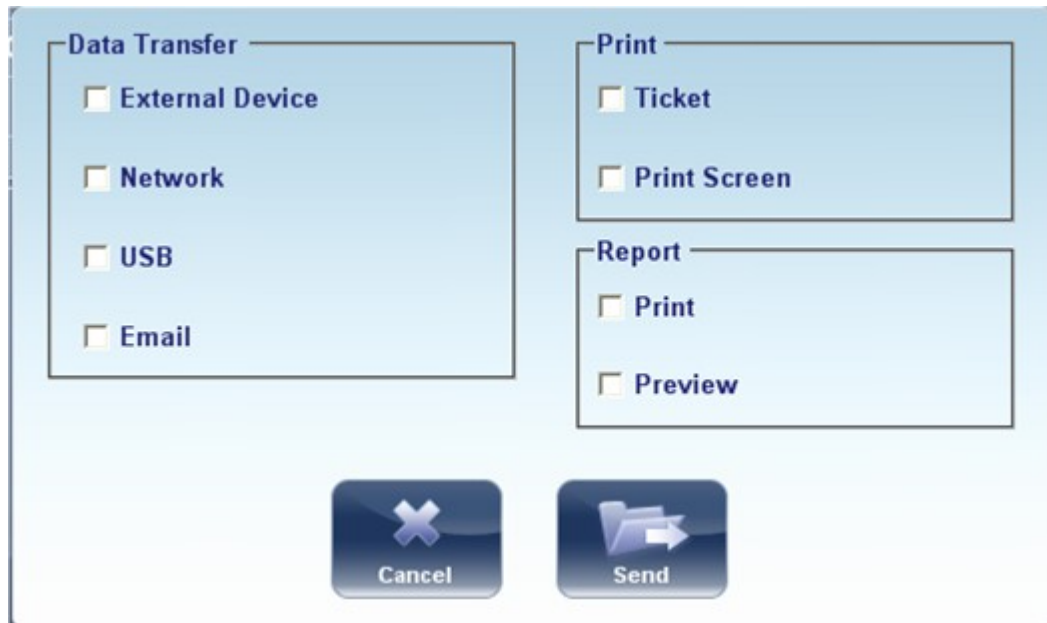 Data Transfer
External Device
Network
USB
Email
Print
Ticket
Print Screen
Report
Print
Preview
Cancel
Send